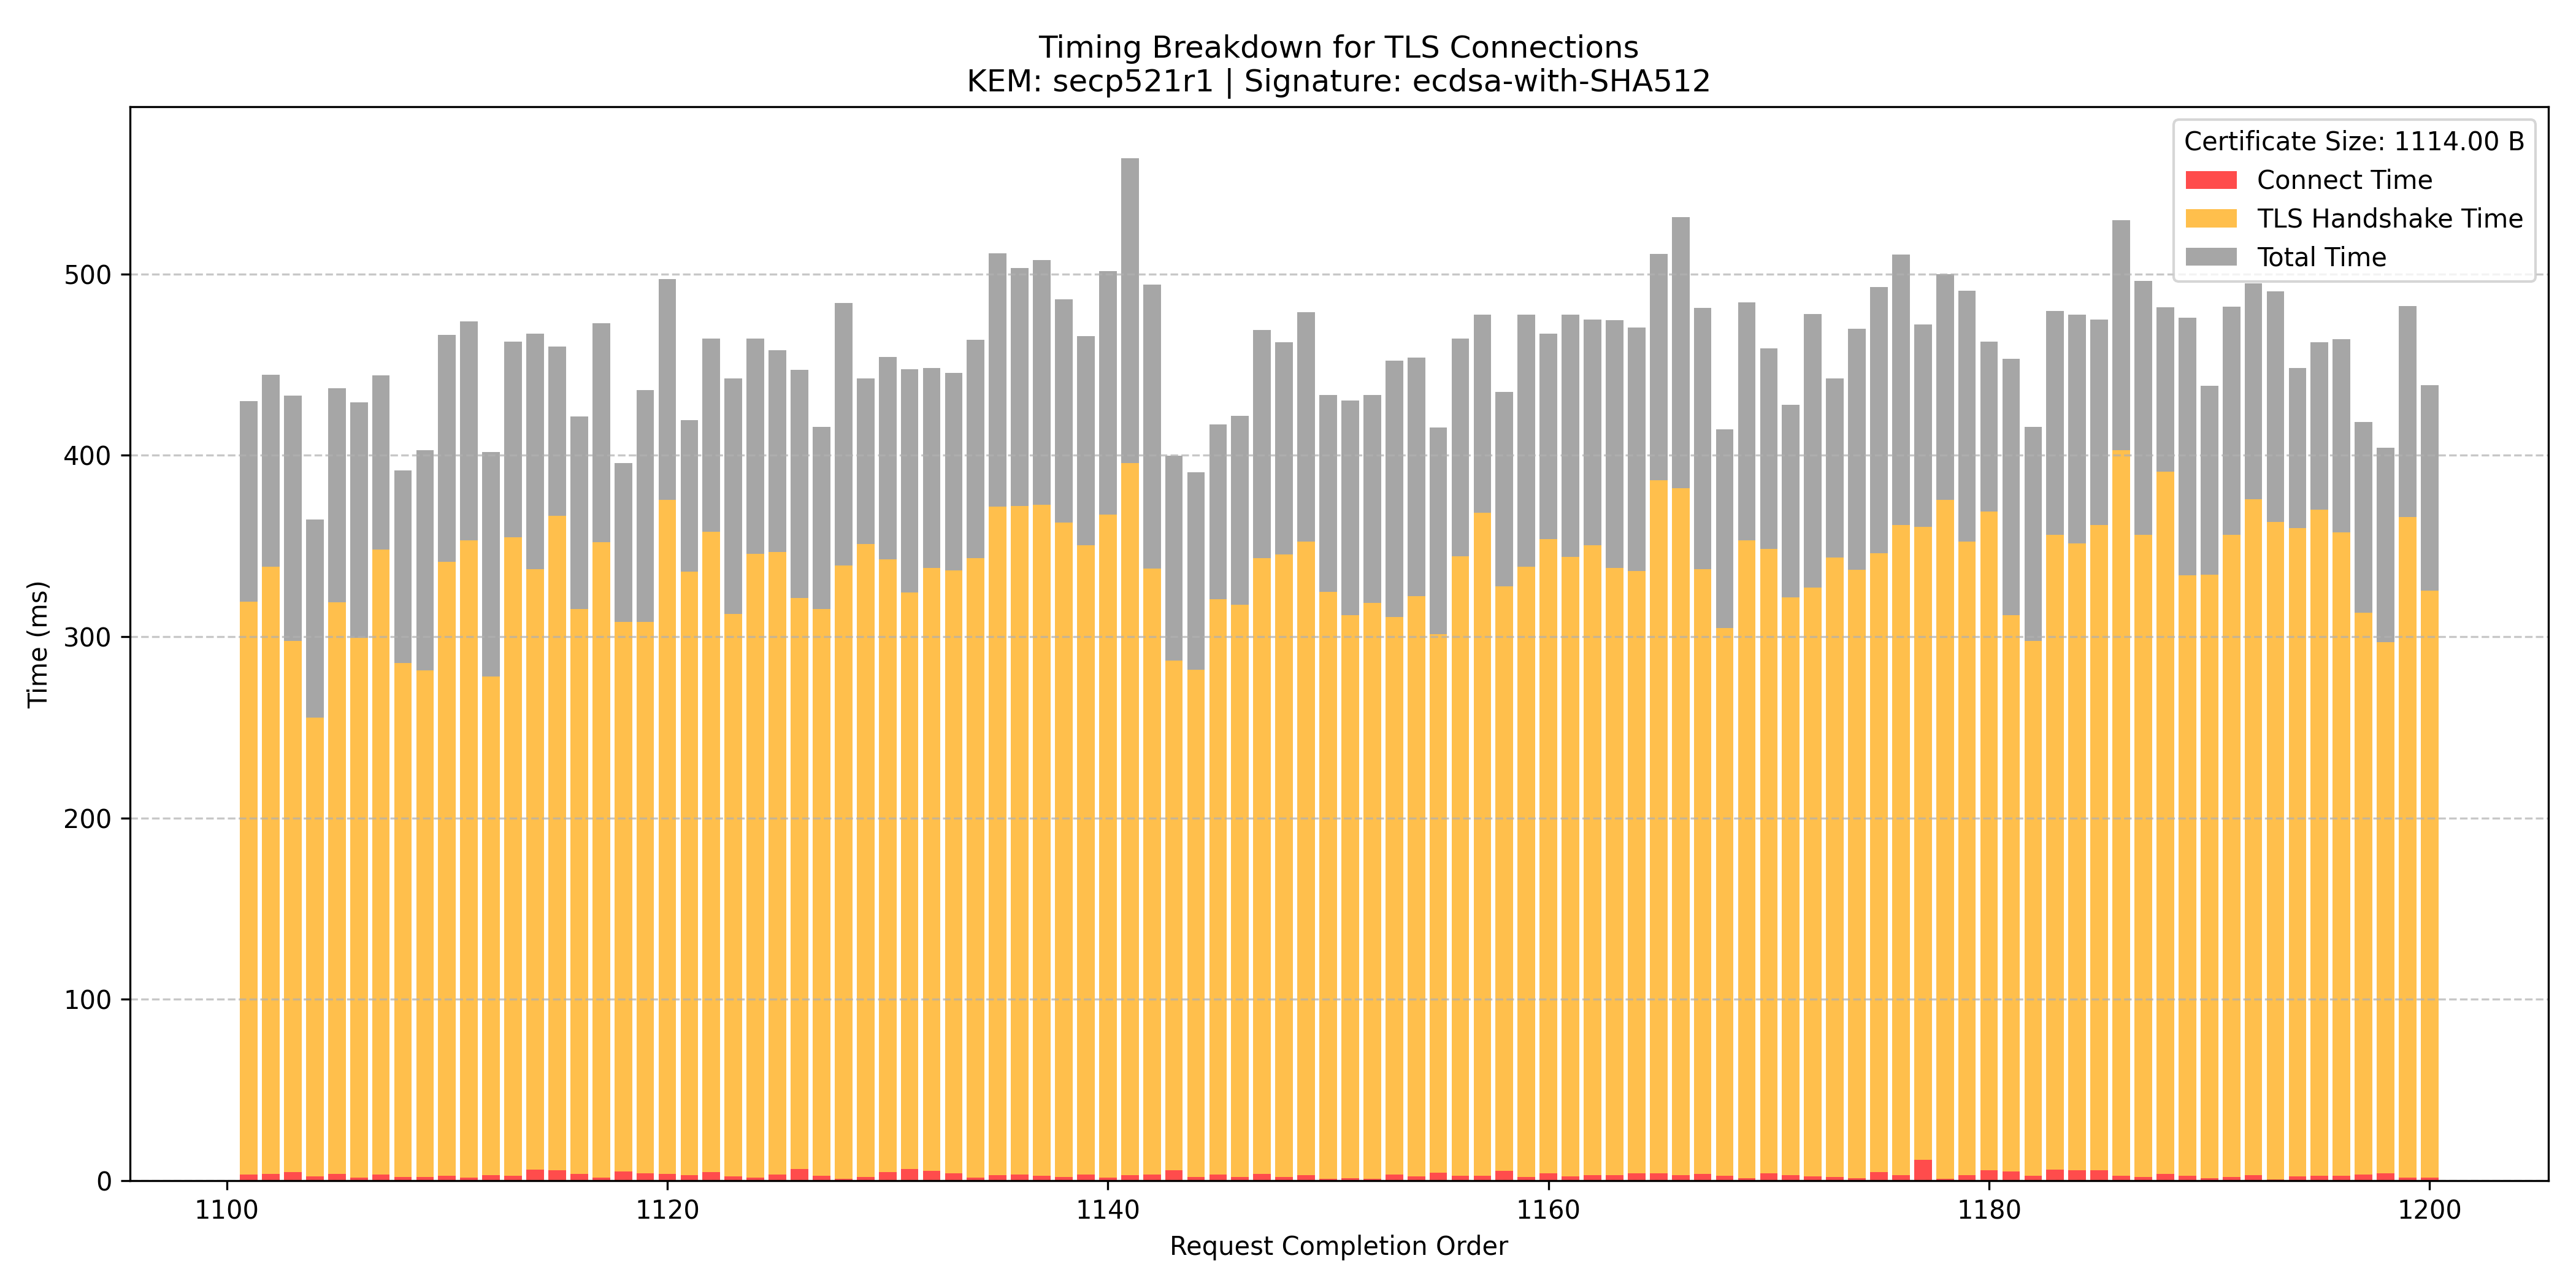 Timing Breakdown for TLS Connections
KEM: secp521r1 | Signature: ecdsa-with-SHA512
Certificate Size: 1114.00 B
Connect Time
TLS Handshake Time
Total Time
Time (ms)
500
400
300
200
100
0
1100 1120 1140 1160 1180 1200
Request Completion Order